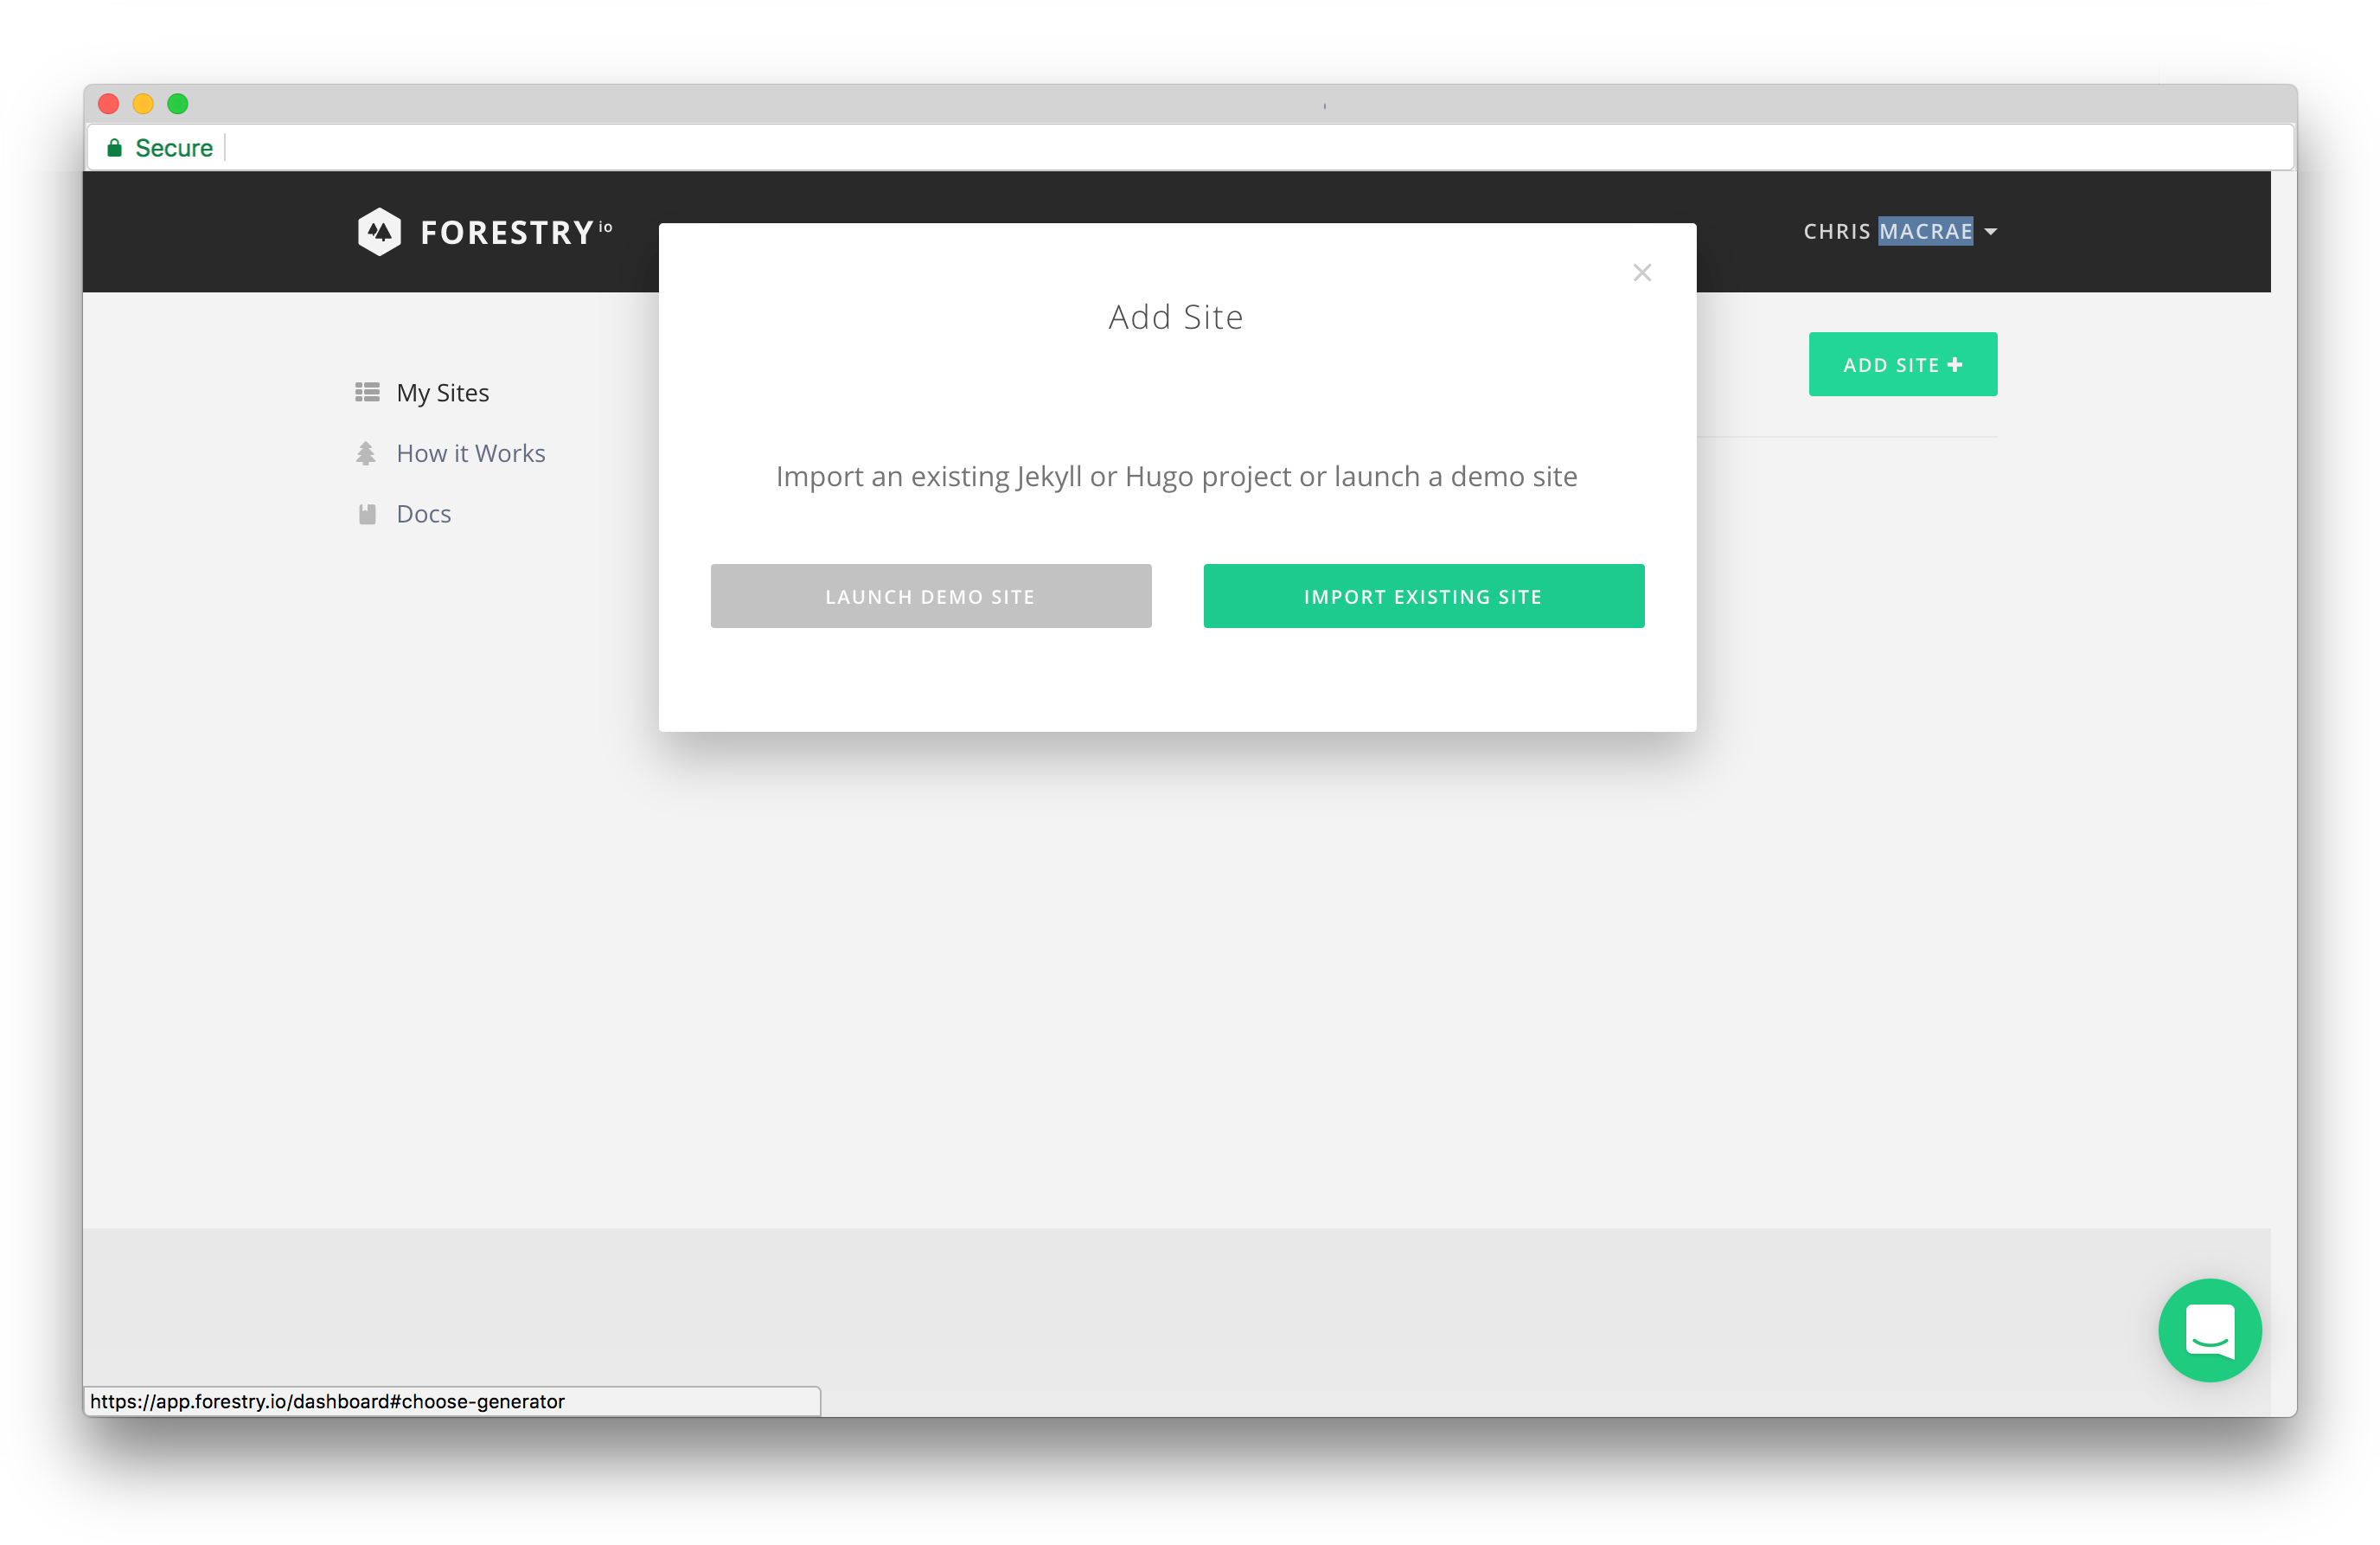 Secure
FORESTRY io
CHRIS MACRAE
Add Site
ADD SITE
My Sites
How it Works
Import an existing Jekyll or Hugo project or launch a demo site
Docs
LAUNCH DEMO SITE
IMPORT EXISTING SITE
https://app.forestry.io/dashboard#choose-generator